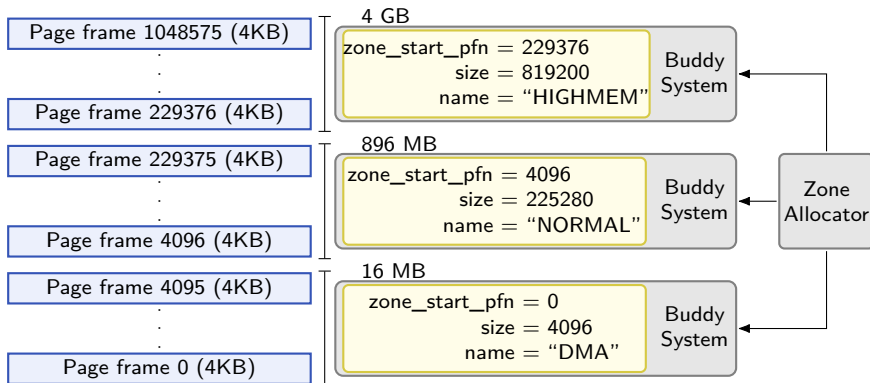 4 GB
Page frame 1048575 (4KB)
.
.
.
Page frame 229376 (4KB)
zone_start_pfn = 229376
size = 819200
name = “HIGHMEM”
Buddy
System
896 MB
Page frame 229375 (4KB)
.
.
.
Page frame 4096 (4KB)
zone_start_pfn = 4096
size = 225280
name = “NORMAL”
Buddy
System
Zone
Allocator
16 MB
Page frame 4095 (4KB)
.
.
.
Page frame 0 (4KB)
zone_start_pfn = 0
size = 4096
name = “DMA”
Buddy
System